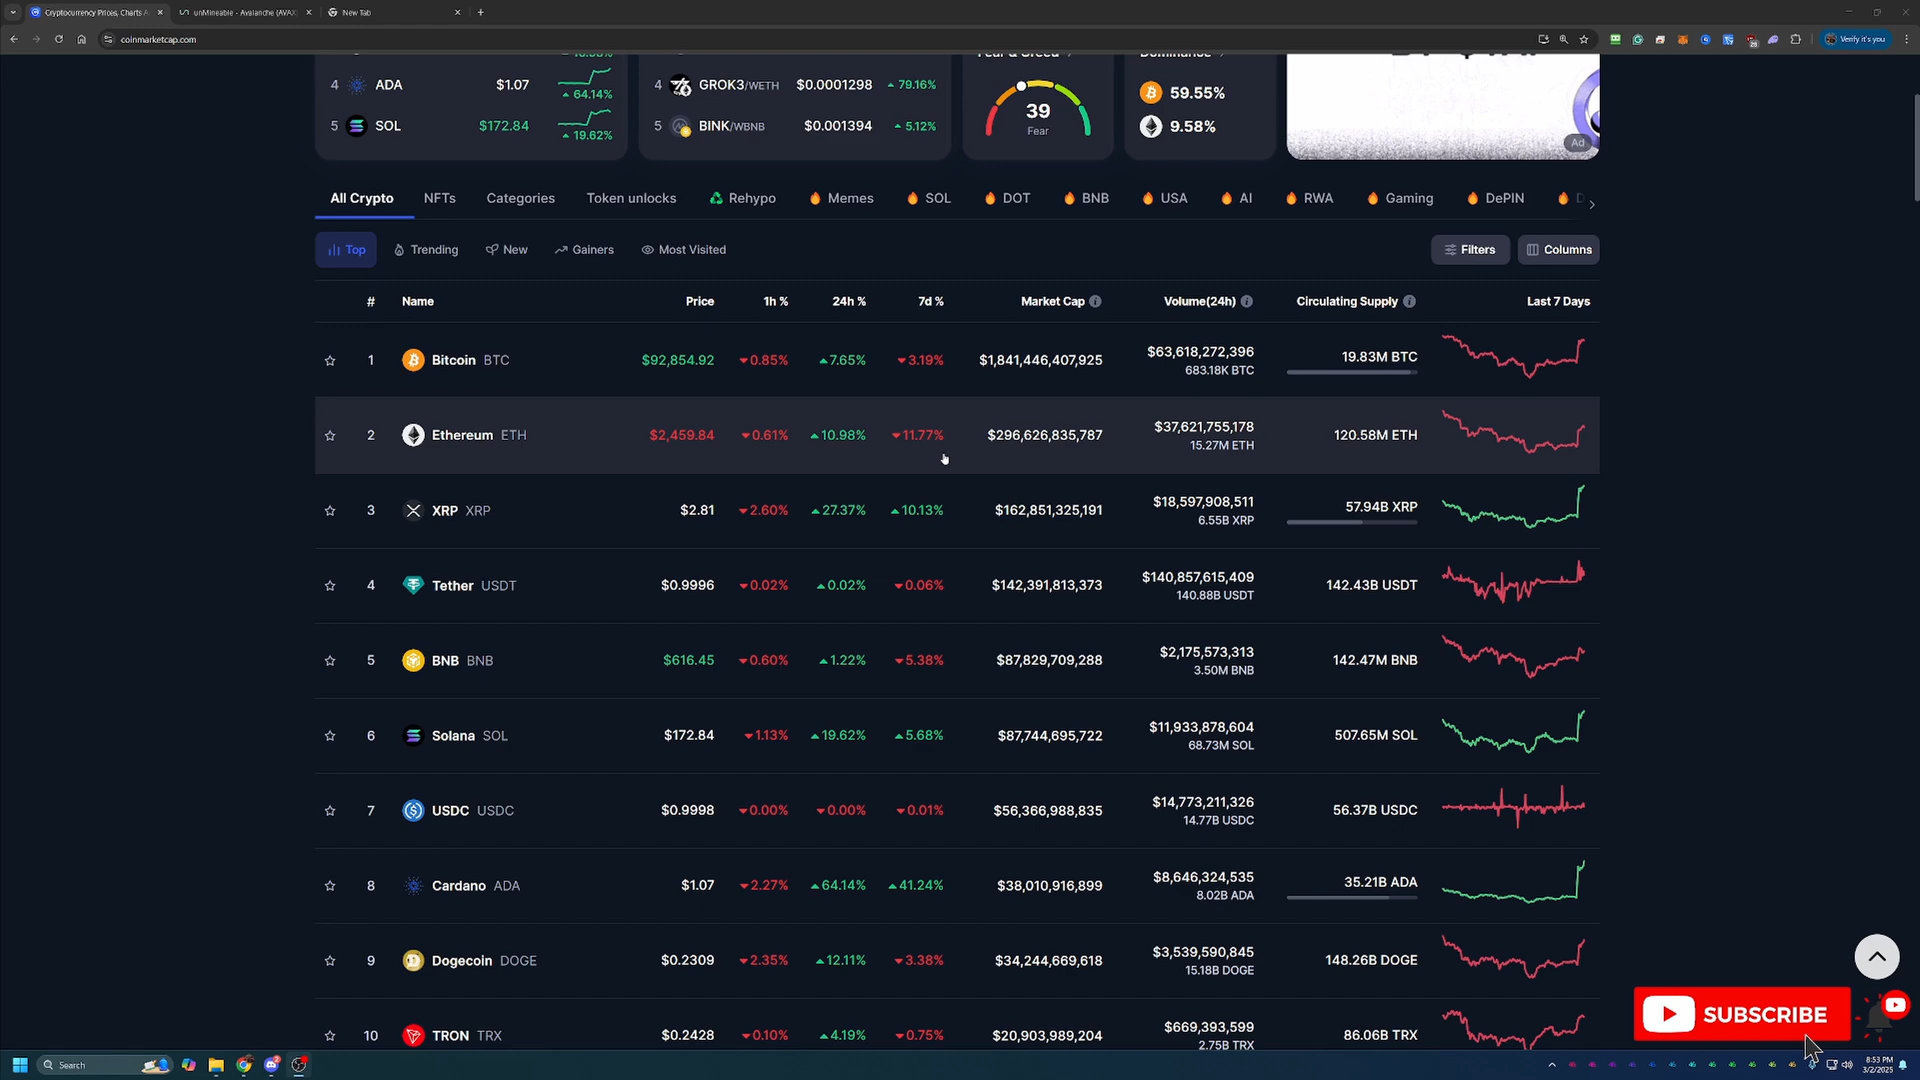 Cryptocurrency Prices, Charts A
unMineable - Avalanche (AVAX)
New Tab
coinmarketcap.com
Verify it's you
4 ADA $1.07 64.14%
5 SOL $172.84 19.62%
4 GROK3/WETH $0.0001298 79.16%
5 BINK/WBNB $0.001394 5.12%
39
Fear
59.55%
9.58%
Ad
All Crypto NFTs Categories Token unlocks Rehypo Memes SOL DOT BNB USA AI RWA Gaming DePIN
Top Trending New Gainers Most Visited Filters Columns
# Name Price 1h % 24h % 7d % Market Cap Volume(24h) Circulating Supply Last 7 Days
1 Bitcoin BTC $92,854.92 0.85% 7.65% 3.19% $1,841,446,407,925 $63,618,272,396 19.83M BTC
683.18K BTC
2 Ethereum ETH $2,459.84 0.61% 10.98% 11.77% $296,626,835,787 $37,621,755,178 120.58M ETH
15.27M ETH
3 XRP XRP $2.81 2.60% 27.37% 10.13% $162,851,325,191 $18,597,908,511 57.94B XRP
6.55B XRP
4 Tether USDT $0.9996 0.02% 0.02% 0.06% $142,391,813,373 $140,857,615,409 142.43B USDT
140.88B USDT
5 BNB BNB $616.45 0.60% 1.22% 5.38% $87,829,709,288 $2,175,573,313 142.47M BNB
3.50M BNB
6 Solana SOL $172.84 1.13% 19.62% 5.68% $87,744,695,722 $11,933,878,604 507.65M SOL
68.73M SOL
7 USDC USDC $0.9998 0.00% 0.00% 0.01% $56,366,988,835 $14,773,211,326 56.37B USDC
14.77B USDC
8 Cardano ADA $1.07 2.27% 64.14% 41.24% $38,010,916,899 $8,646,324,535 35.21B ADA
8.02B ADA
9 Dogecoin DOGE $0.2309 2.35% 12.11% 3.38% $34,244,669,618 $3,539,590,845 148.26B DOGE
15.18B DOGE
10 TRON TRX $0.2428 0.10% 4.19% 0.75% $20,903,989,204 $669,393,599 86.06B TRX
2.75B TRX
SUBSCRIBE
Search
8:53 PM
3/2/2025